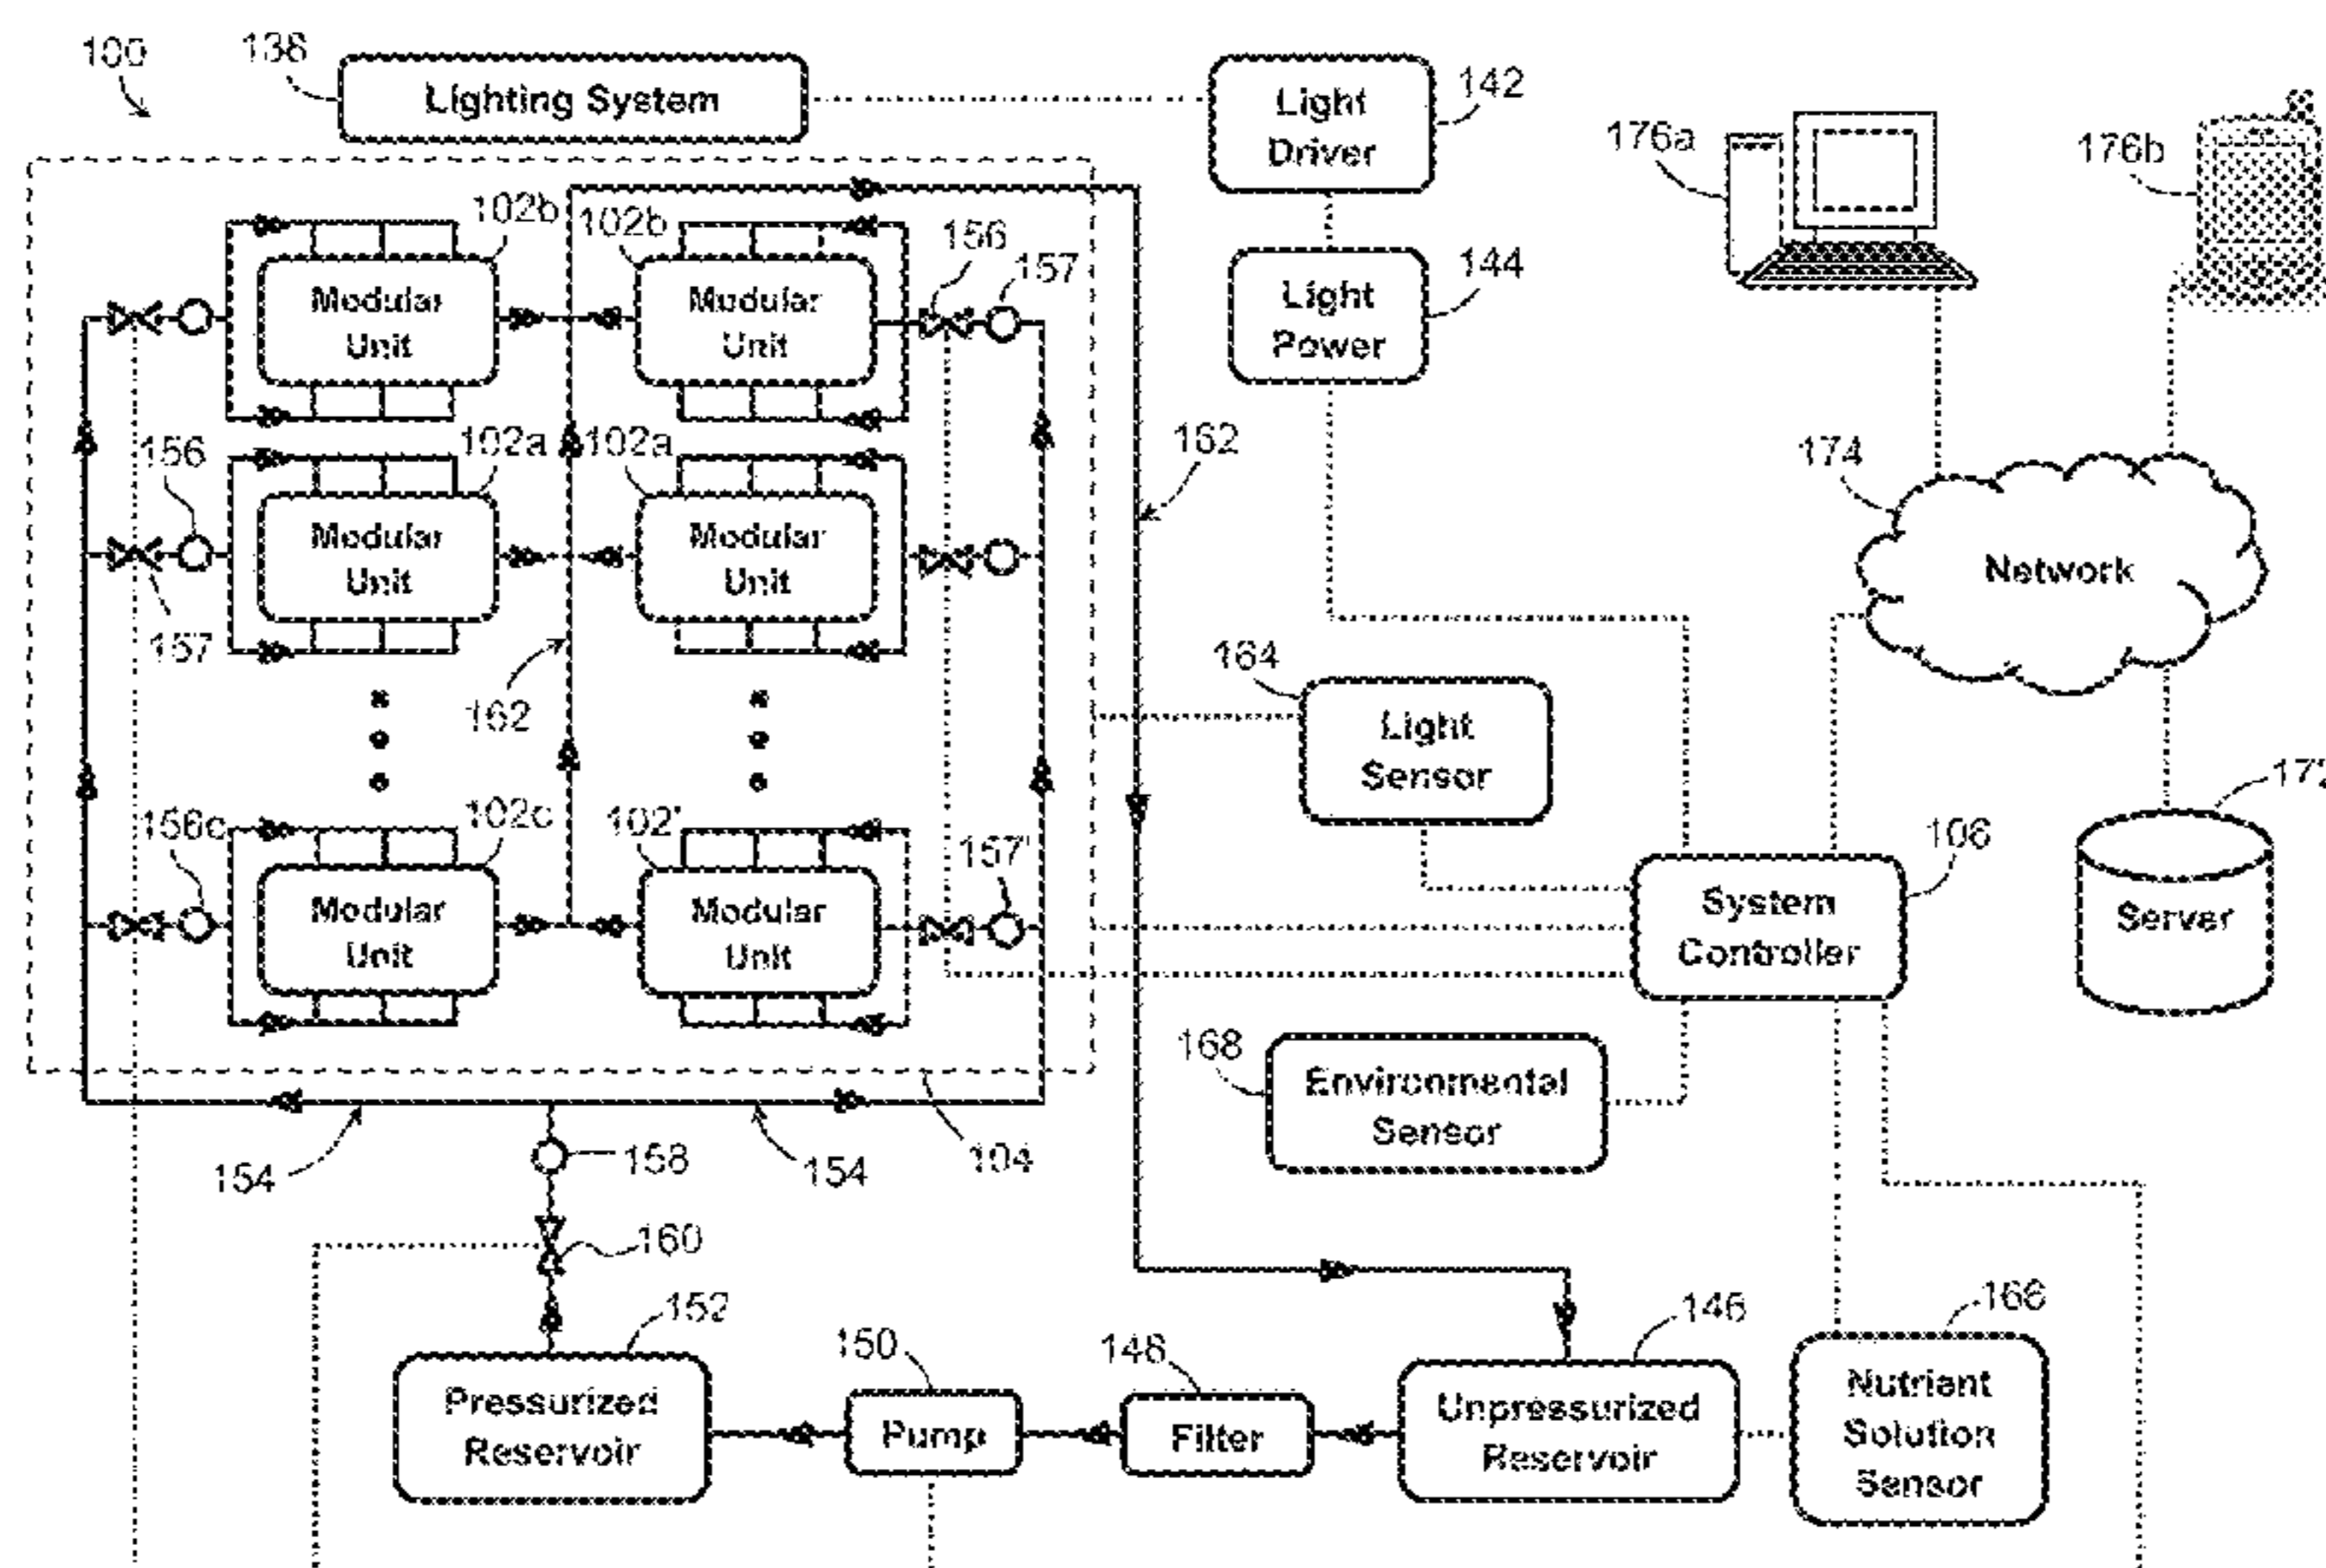 100
138
Lighting System
Light
Driver
142
176a
176b
102b
102b
156
157
Modular
Unit
Modular
Unit
Light
Power
144
156
102a
102a
162
174
Modular
Unit
Modular
Unit
Network
157
162
164
Light
Sensor
172
156c
102c
102'
157'
106
Modular
Unit
Modular
Unit
System
Controller
Server
168
Environmental
Sensor
154
158
154
104
160
152
150
148
146
166
Pressurized
Reservoir
Pump
Filter
Unpressurized
Reservoir
Nutrient
Solution
Sensor